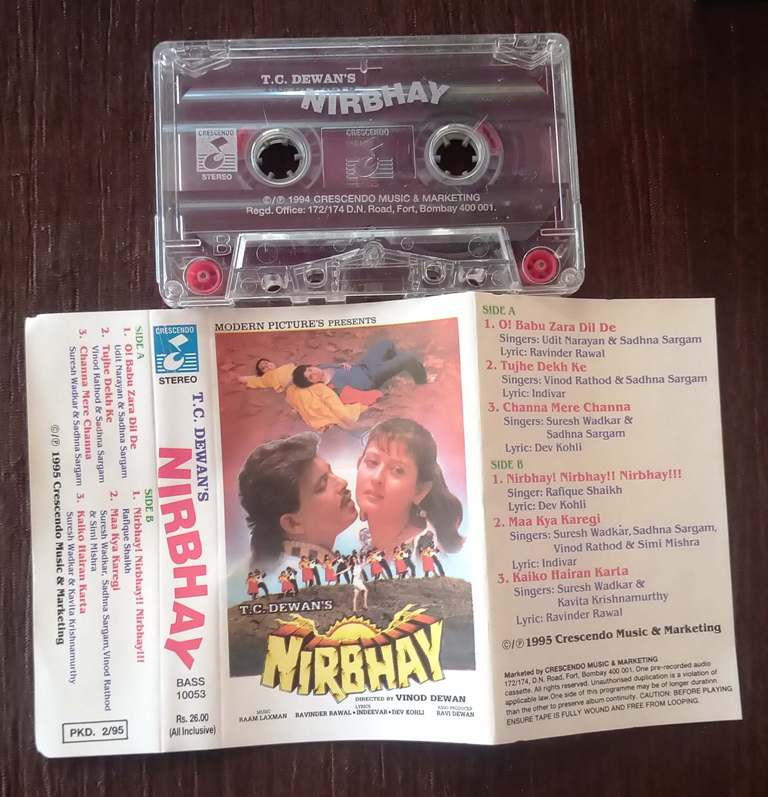 T.C. DEWAN'S
NIRBHAY
CRESCENDO
STEREO
CRESCENDO
©/℗ 1994 CRESCENDO MUSIC & MARKETING
Regd. Office: 172/174 D.N. Road, Fort, Bombay 400 001.
B
SIDE A
1. O! Babu Zara Dil De
Udit Narayan & Sadhna Sargam
2. Tujhe Dekh Ke
Vinod Rathod & Sadhna Sargam
3. Channa Mere Channa
Suresh Wadkar & Sadhna Sargam
SIDE B
1. Nirbhay! Nirbhay!! Nirbhay!!!
Rafique Shaikh
2. Maa Kya Karegi
Suresh Wadkar, Sadhna Sargam, Vinod Rathod
& Simi Mishra
3. Kaiko Hairan Karta
Suresh Wadkar & Kavita Krishnamurthy
©/℗ 1995 Crescendo Music & Marketing
PKD. 2/95
CRESCENDO
STEREO
T.C. DEWAN'S
NIRBHAY
BASS
10053
Rs. 26.00
(All Inclusive)
MODERN PICTURE'S PRESENTS
T.C. DEWAN'S
NIRBHAY
DIRECTED BY VINOD DEWAN
MUSIC
RAAM LAXMAN
LYRICS
RAVINDER RAWAL • INDEEVAR • DEV KOHLI
ASSO PRODUCER
RAVI DEWAN
SIDE A
1. O! Babu Zara Dil De
Singers: Udit Narayan & Sadhna Sargam
Lyric: Ravinder Rawal
2. Tujhe Dekh Ke
Singers: Vinod Rathod & Sadhna Sargam
Lyric: Indivar
3. Channa Mere Channa
Singers: Suresh Wadkar &
Sadhna Sargam
Lyric: Dev Kohli
SIDE B
1. Nirbhay! Nirbhay!! Nirbhay!!!
Singer: Rafique Shaikh
Lyric: Dev Kohli
2. Maa Kya Karegi
Singers: Suresh Wadkar, Sadhna Sargam,
Vinod Rathod & Simi Mishra
Lyric: Indivar
3. Kaiko Hairan Karta
Singers: Suresh Wadkar &
Kavita Krishnamurthy
Lyric: Ravinder Rawal
©/℗ 1995 Crescendo Music & Marketing
Marketed by CRESCENDO MUSIC & MARKETING
172/174, D.N. Road, Fort, Bombay 400 001. One pre-recorded audio
cassette. All rights reserved. Unauthorised duplication is a violation of
applicable law.One side of this programme may be of longer duration
than the other to preserve album continuity. CAUTION: BEFORE PLAYING
ENSURE TAPE IS FULLY WOUND AND FREE FROM LOOPING.